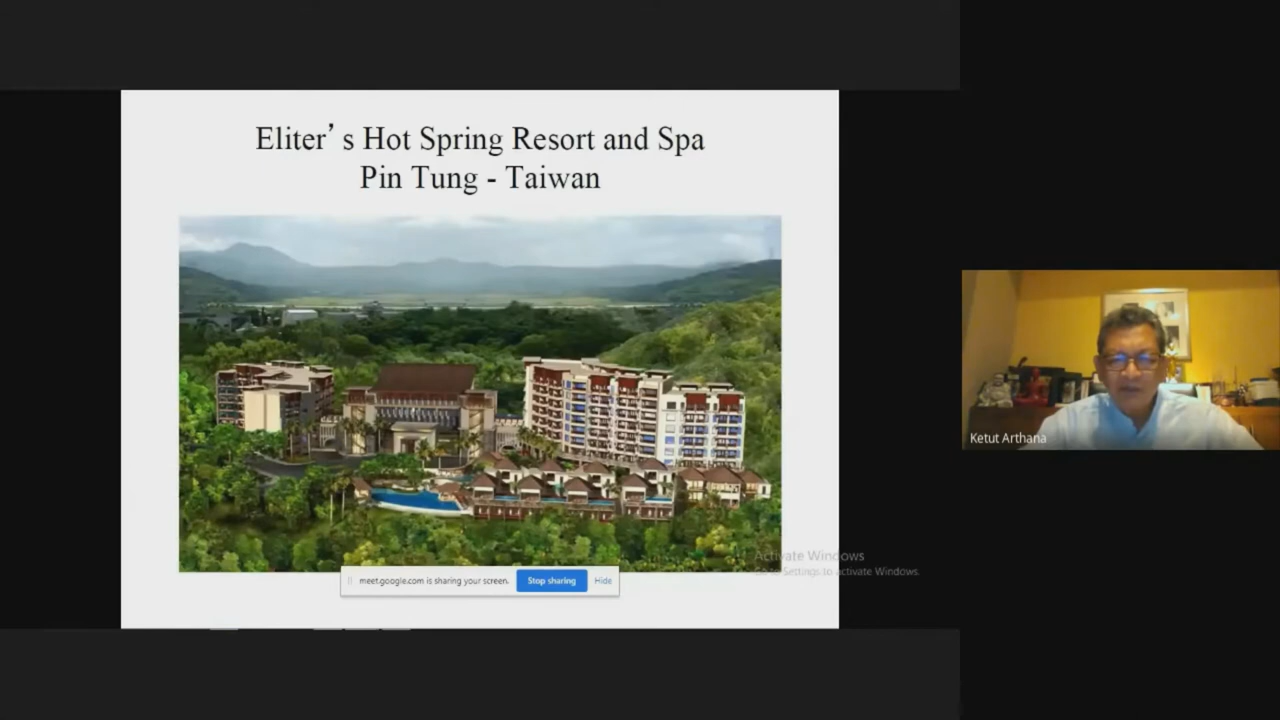 Eliter’s Hot Spring Resort and Spa
Pin Tung - Taiwan
meet.google.com is sharing your screen.
Stop sharing
Hide
Activate Windows
Go to Settings to activate Windows.
Ketut Arthana